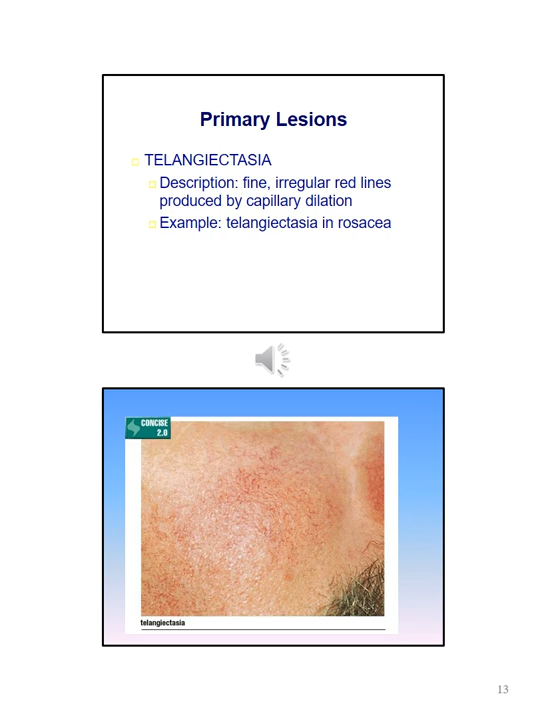 Primary Lesions
TELANGIECTASIA
Description: fine, irregular red lines
produced by capillary dilation
Example: telangiectasia in rosacea
CONCISE
2.0
telangiectasia
13